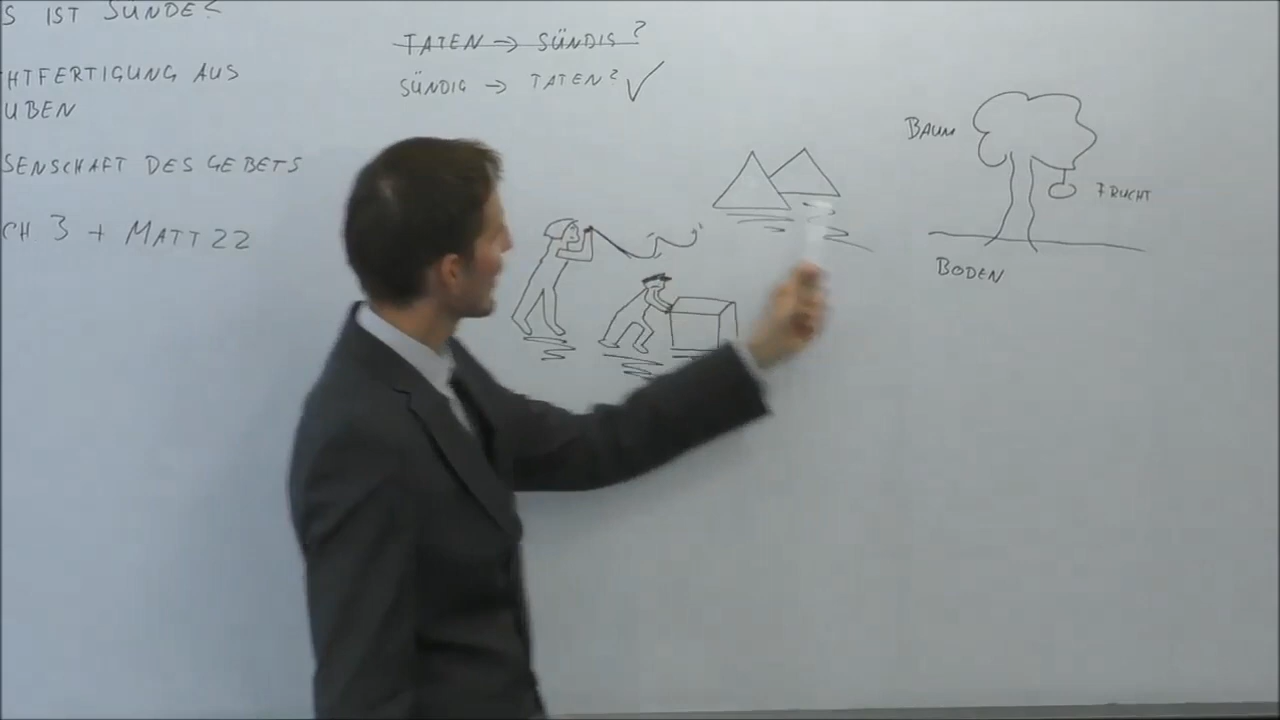 S IST SÜNDE?
HTFERTIGUNG AUS
UBEN
SENSCHAFT DES GEBETS
CH 3 + MATT 22
TATEN → SÜNDIG?
SÜNDIG → TATEN? ✓
BAUM
FRUCHT
BODEN